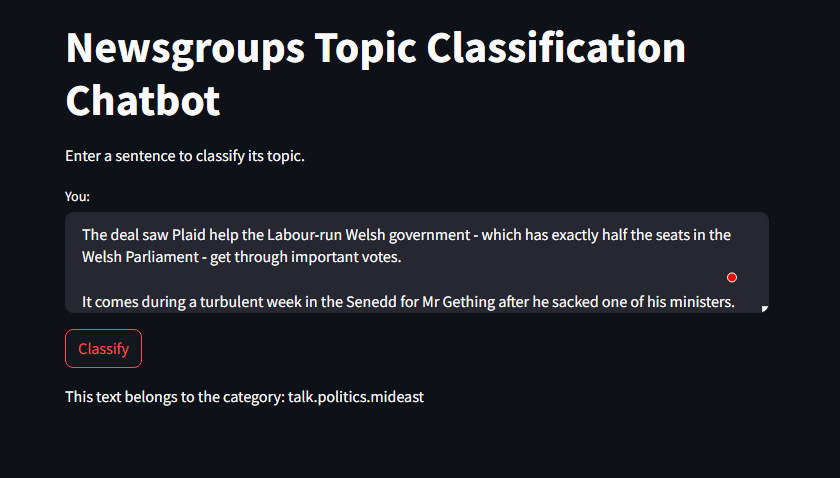 Newsgroups Topic Classification
Chatbot
Enter a sentence to classify its topic.
You:
The deal saw Plaid help the Labour-run Welsh government - which has exactly half the seats in the
Welsh Parliament - get through important votes.
It comes during a turbulent week in the Senedd for Mr Gething after he sacked one of his ministers.
Classify
This text belongs to the category: talk.politics.mideast